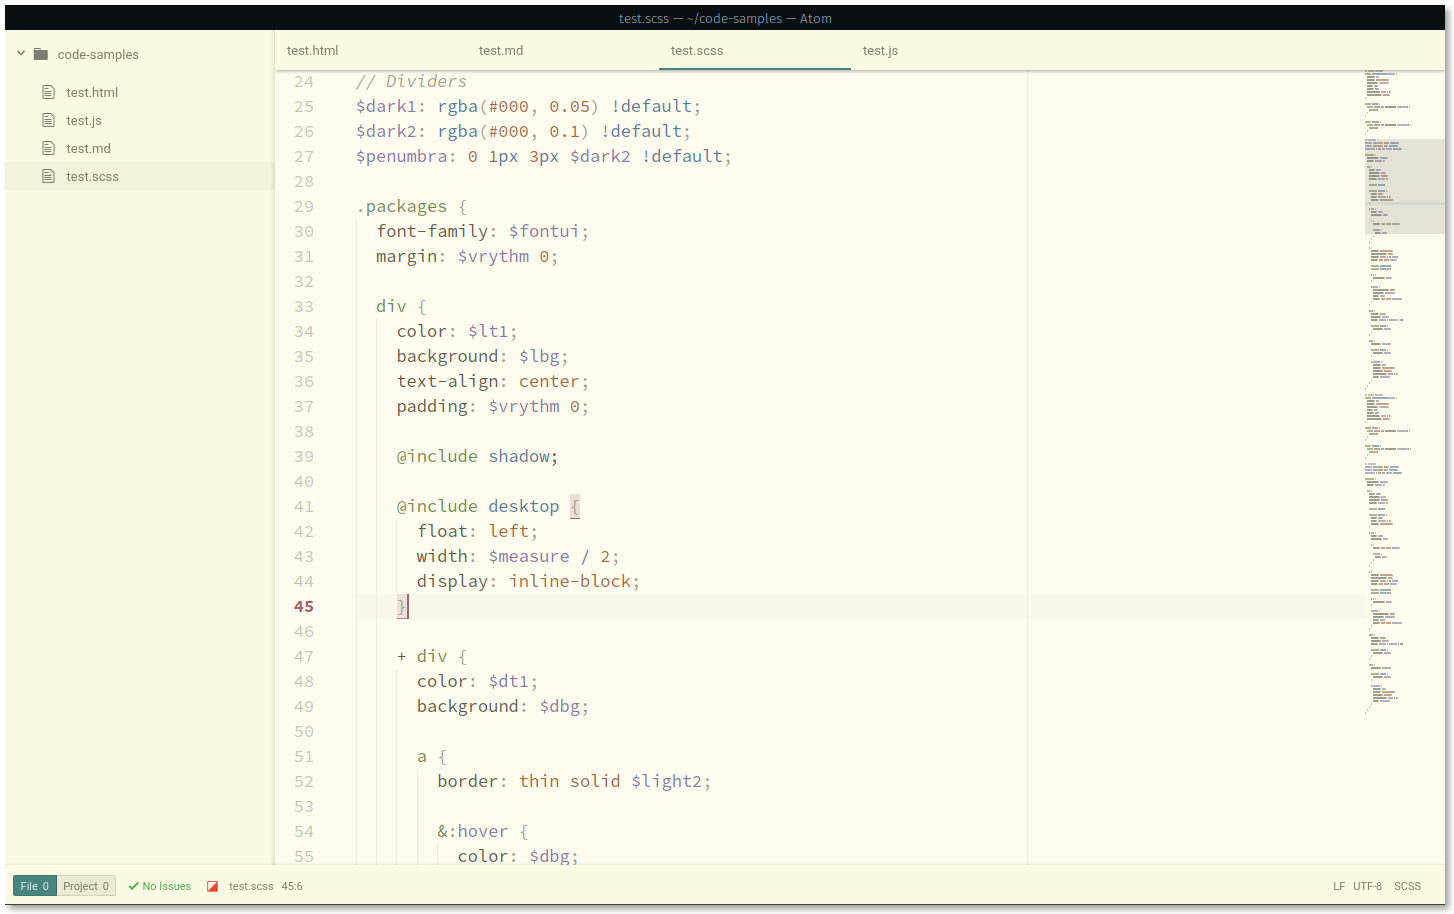 test.scss — ~/code-samples — Atom
code-samples
test.html
test.js
test.md
test.scss
test.html test.md test.scss test.js
24 // Dividers
25 $dark1: rgba(#000, 0.05) !default;
26 $dark2: rgba(#000, 0.1) !default;
27 $penumbra: 0 1px 3px $dark2 !default;
28
29 .packages {
30 font-family: $fontui;
31 margin: $vrythm 0;
32
33 div {
34 color: $lt1;
35 background: $lbg;
36 text-align: center;
37 padding: $vrythm 0;
38
39 @include shadow;
40
41 @include desktop {
42 float: left;
43 width: $measure / 2;
44 display: inline-block;
45 }
46
47 + div {
48 color: $dt1;
49 background: $dbg;
50
51 a {
52 border: thin solid $light2;
53
54 &:hover {
55 color: $dbg;
File 0 Project 0 No Issues test.scss 45:6 LF UTF-8 SCSS